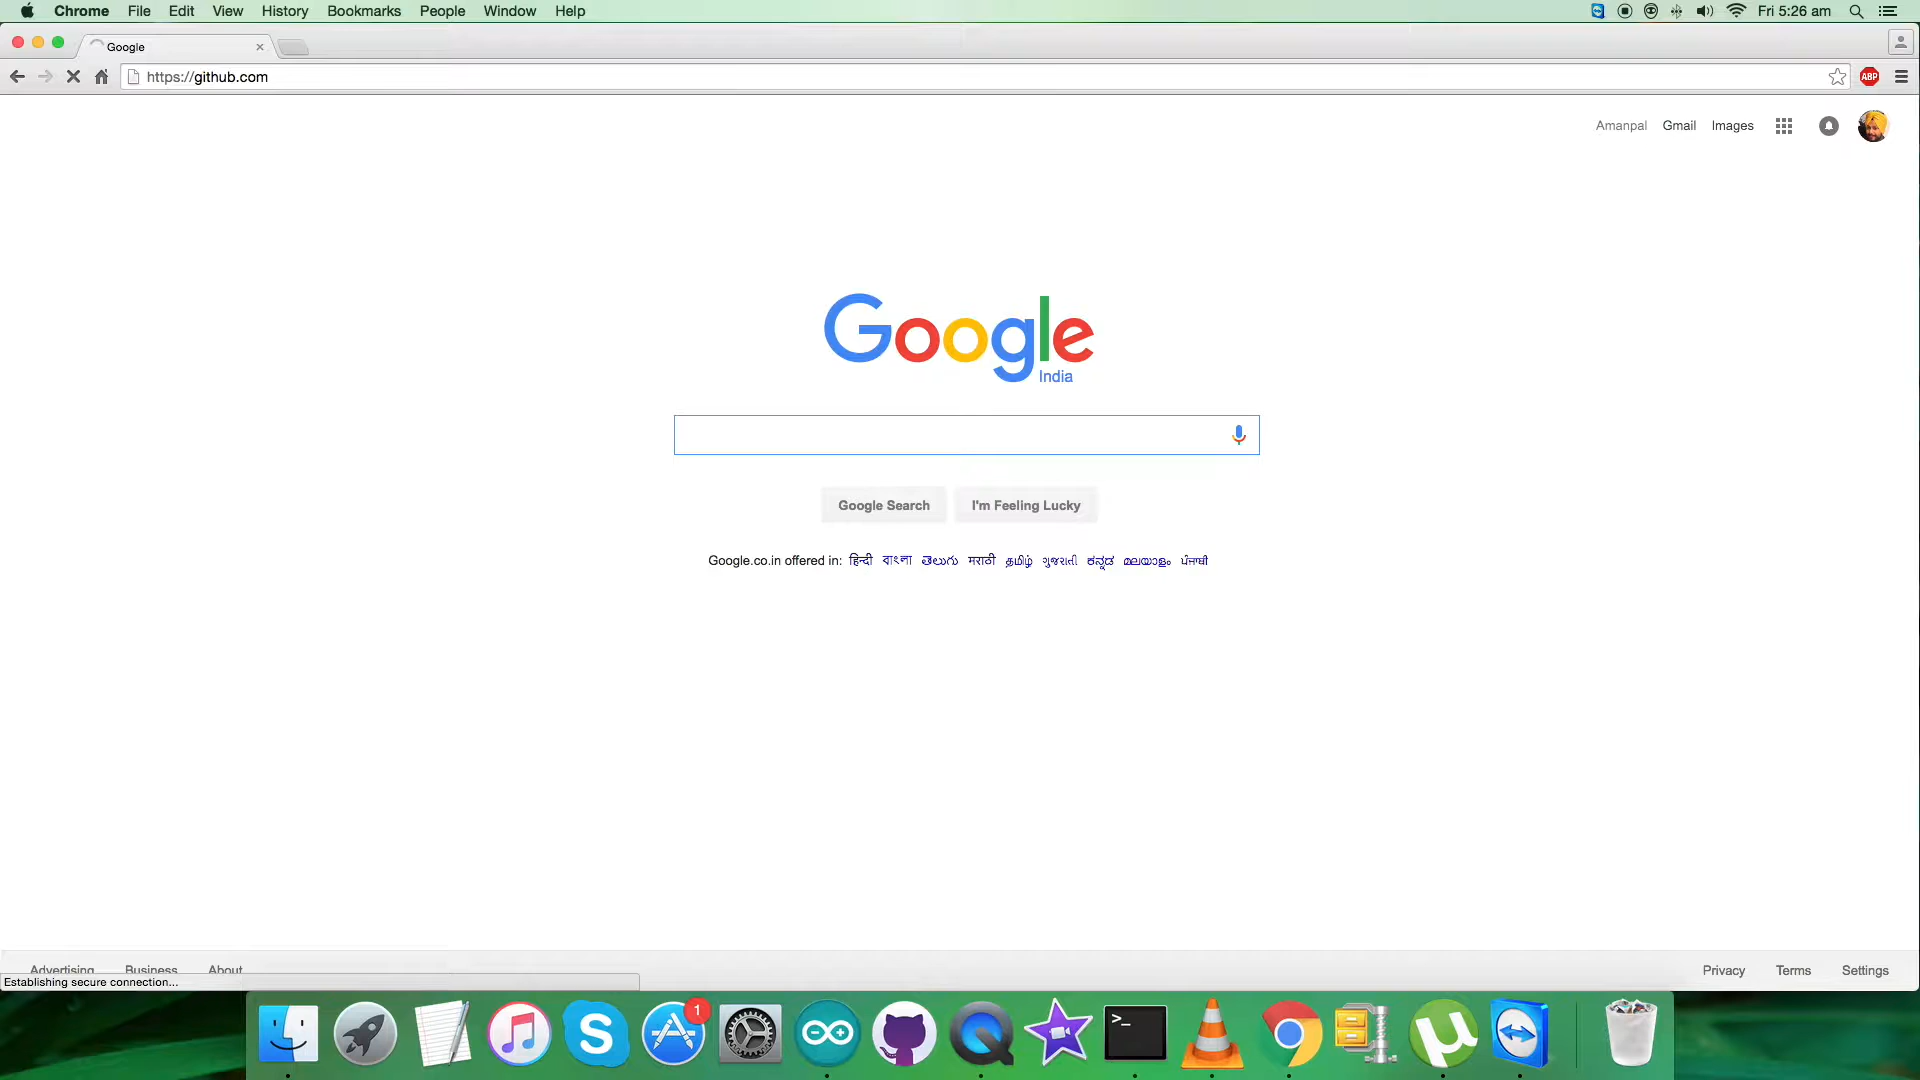 Chrome File Edit View History Bookmarks People Window Help Fri 5:26 am
Google
https://github.com
ABP
Amanpal Gmail Images
Google
India
Google Search I'm Feeling Lucky
Google.co.in offered in: हिन्दी বাংলা తెలుగు मराठी தமிழ் ગુજરાતી ಕನ್ನಡ മലയാളം ਪੰਜਾਬੀ
Advertising Business About Privacy Terms Settings
Establishing secure connection...
1
S
>_